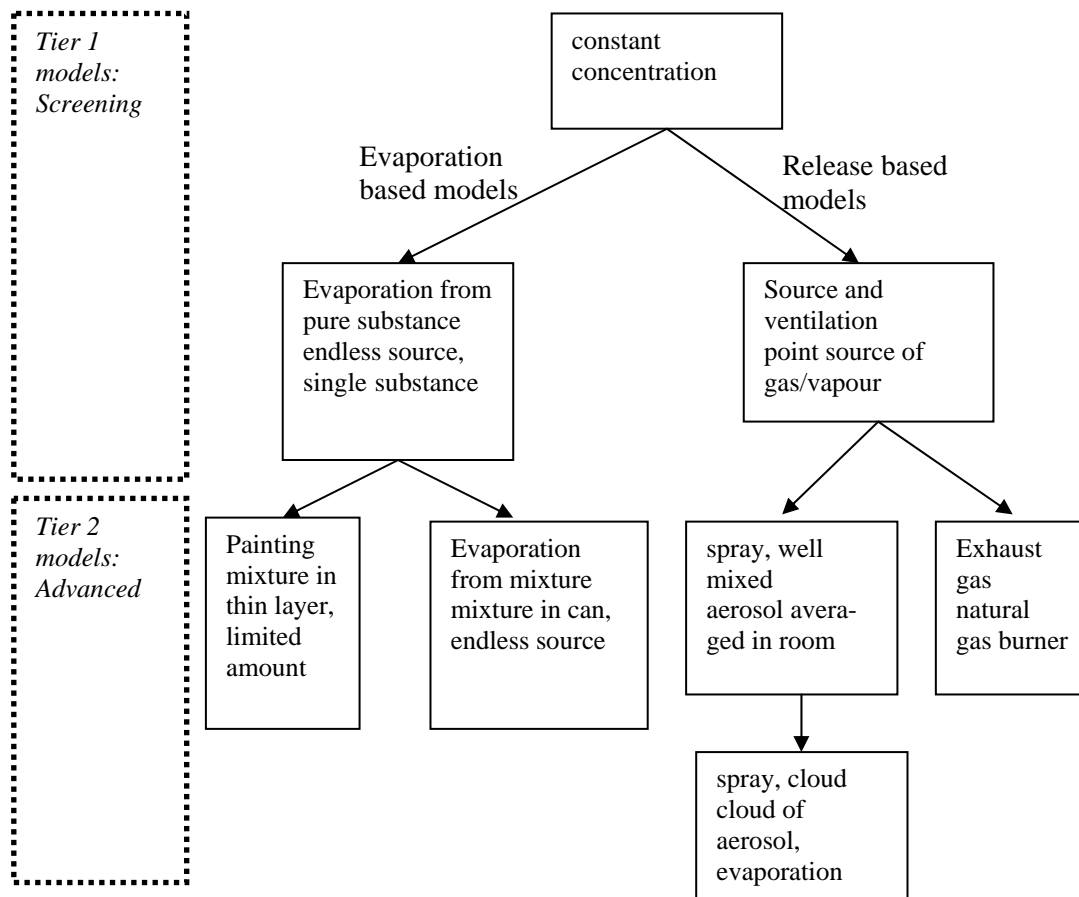 Tier 1
models:
Screening
constant
concentration
Evaporation
based models
Release based
models
Evaporation from
pure substance
endless source,
single substance
Source and
ventilation
point source of
gas/vapour
Tier 2
models:
Advanced
Painting
mixture in
thin layer,
limited
amount
Evaporation
from mixture
mixture in can,
endless source
spray, well
mixed
aerosol avera-
ged in room
Exhaust
gas
natural
gas burner
spray, cloud
cloud of
aerosol,
evaporation